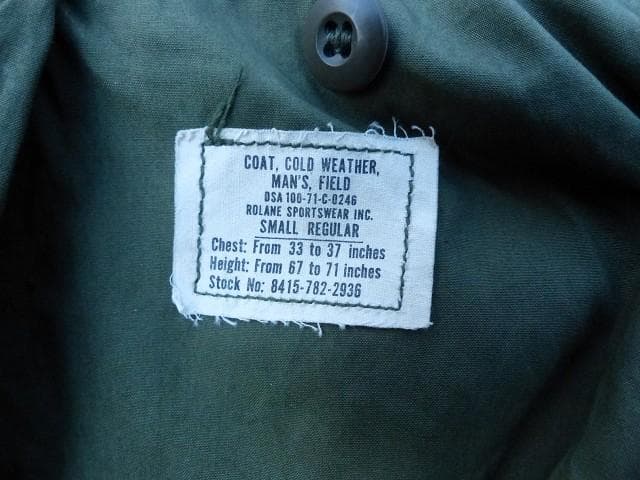 COAT, COLD WEATHER,
MAN'S, FIELD
DSA 100-71-C-0246
ROLANE SPORTSWEAR INC.
SMALL REGULAR
Chest: From 33 to 37 inches
Height: From 67 to 71 inches
Stock No: 8415-782-2936